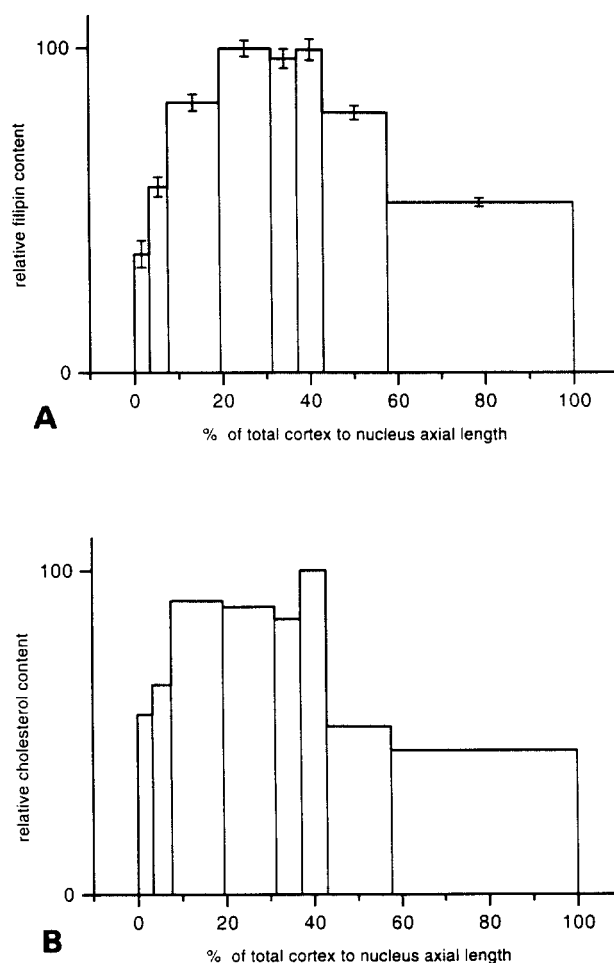 100
relative filipin content
0
0 20 40 60 80 100
A
% of total cortex to nucleus axial length
100
relative cholesterol content
0
0 20 40 60 80 100
B
% of total cortex to nucleus axial length